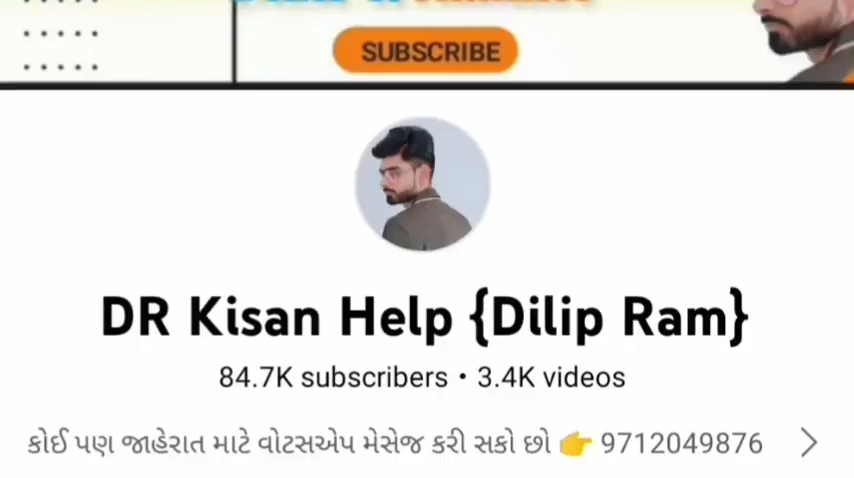 SUBSCRIBE
DR Kisan Help {Dilip Ram}
84.7K subscribers • 3.4K videos
કોઈ પણ જાહેરાત માટે વોટસએપ મેસેજ કરી સકો છો 👉 9712049876